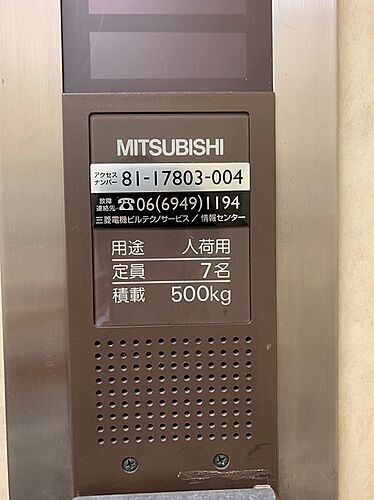 MITSUBISHI
アクセスナンバー 81-17803-004
故障連絡先 ☎06(6949)1194
三菱電機ビルテクノサービス／情報センター
用途 人荷用
定員 7名
積載 500kg